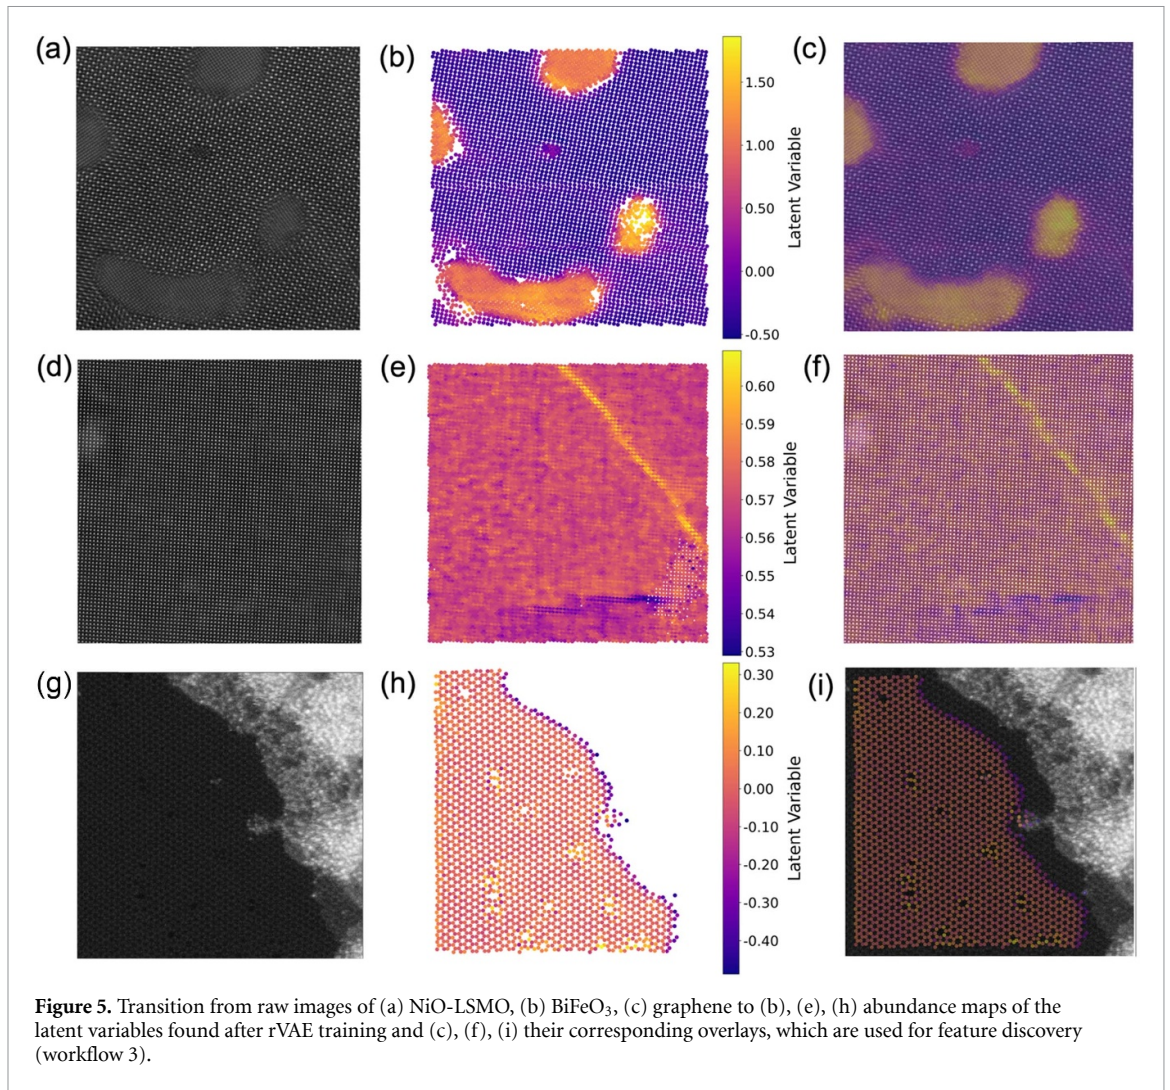 (a)
(b)
(c)
1.50
1.00
0.50
0.00
-0.50
Latent Variable
(d)
(e)
(f)
0.60
0.59
0.58
0.57
0.56
0.55
0.54
0.53
Latent Variable
(g)
(h)
(i)
0.30
0.20
0.10
0.00
-0.10
-0.20
-0.30
-0.40
Latent Variable
Figure 5. Transition from raw images of (a) NiO-LSMO, (b) BiFeO₃, (c) graphene to (b), (e), (h) abundance maps of the
latent variables found after rVAE training and (c), (f), (i) their corresponding overlays, which are used for feature discovery
(workflow 3).